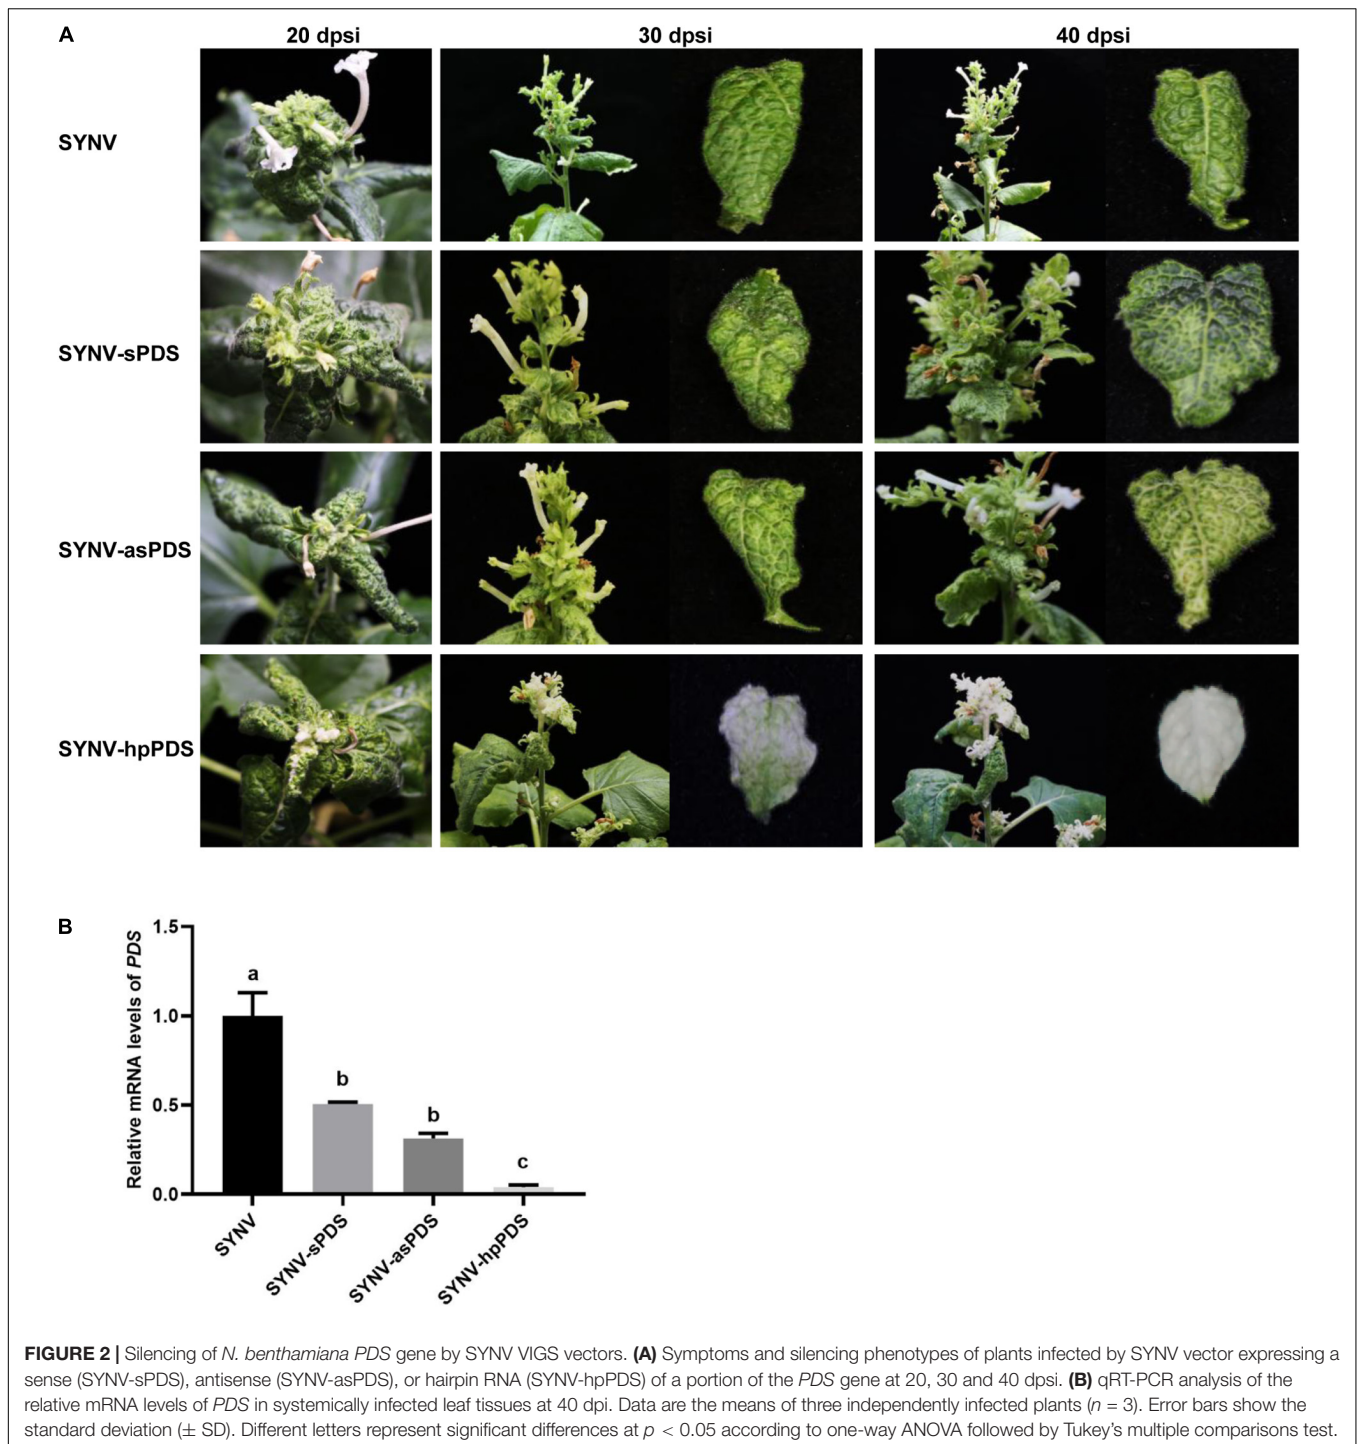 A
20 dpsi
30 dpsi
40 dpsi
SYNV
SYNV-sPDS
SYNV-asPDS
SYNV-hpPDS
B
Relative mRNA levels of PDS
1.5
1.0
0.5
0.0
a
b
b
c
SYNV
SYNV-sPDS
SYNV-asPDS
SYNV-hpPDS
FIGURE 2 | Silencing of N. benthamiana PDS gene by SYNV VIGS vectors. (A) Symptoms and silencing phenotypes of plants infected by SYNV vector expressing a
sense (SYNV-sPDS), antisense (SYNV-asPDS), or hairpin RNA (SYNV-hpPDS) of a portion of the PDS gene at 20, 30 and 40 dpsi. (B) qRT-PCR analysis of the
relative mRNA levels of PDS in systemically infected leaf tissues at 40 dpi. Data are the means of three independently infected plants (n = 3). Error bars show the
standard deviation (± SD). Different letters represent significant differences at p < 0.05 according to one-way ANOVA followed by Tukey's multiple comparisons test.